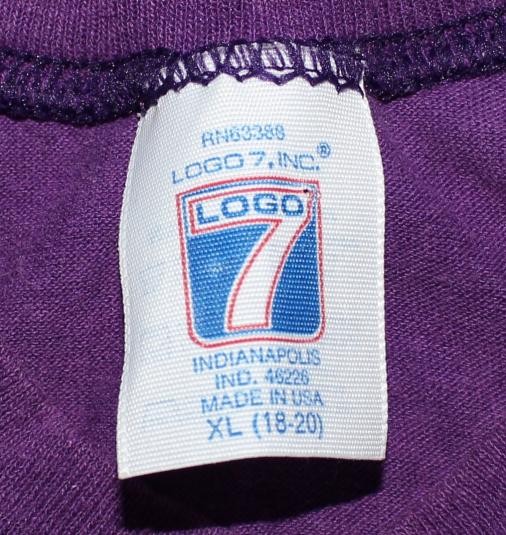 RN63388
LOGO 7, INC.®
LOGO
7
INDIANAPOLIS
IND. 46226
MADE IN USA
XL (18-20)